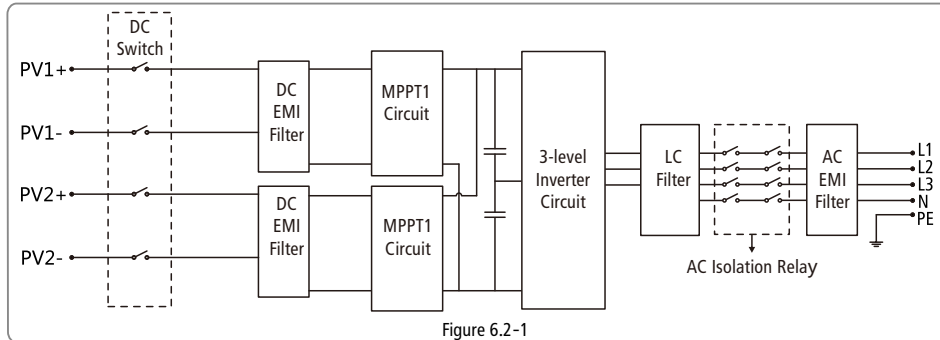 DC
Switch
PV1+
PV1-
PV2+
PV2-
DC
EMI
Filter
DC
EMI
Filter
MPPT1
Circuit
MPPT1
Circuit
3-level
Inverter
Circuit
LC
Filter
AC Isolation Relay
AC
EMI
Filter
L1
L2
L3
N
PE
Figure 6.2-1